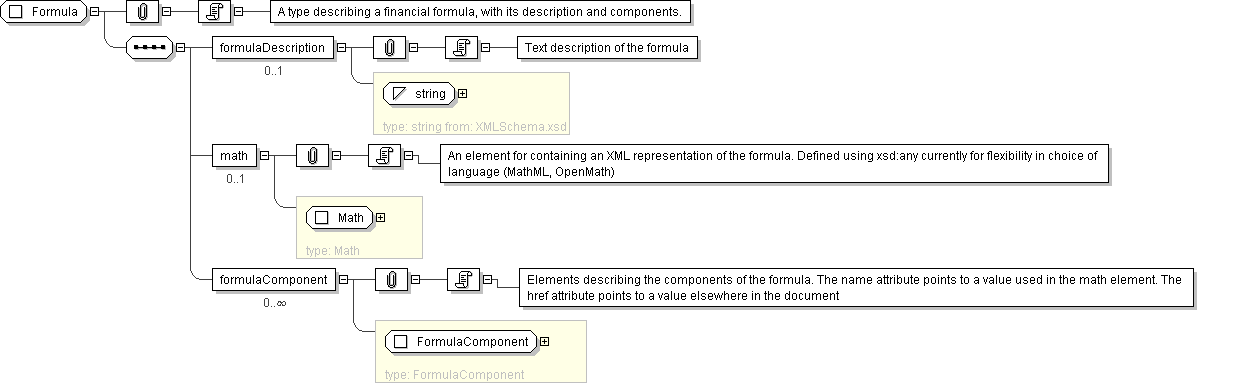 Formula
A type describing a financial formula, with its description and components.
formulaDescription
Text description of the formula
0..1
string
type: string from: XMLSchema.xsd
math
An element for containing an XML representation of the formula. Defined using xsd:any currently for flexibility in choice of
language (MathML, OpenMath)
0..1
Math
type: Math
formulaComponent
Elements describing the components of the formula. The name attribute points to a value used in the math element. The
href attribute points to a value elsewhere in the document
0..∞
FormulaComponent
type: FormulaComponent